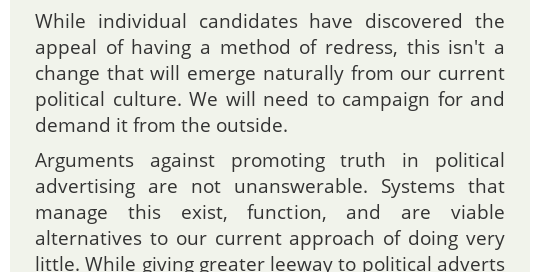 While individual candidates have discovered the
appeal of having a method of redress, this isn't a
change that will emerge naturally from our current
political culture. We will need to campaign for and
demand it from the outside.
Arguments against promoting truth in political
advertising are not unanswerable. Systems that
manage this exist, function, and are viable
alternatives to our current approach of doing very
little. While giving greater leeway to political adverts